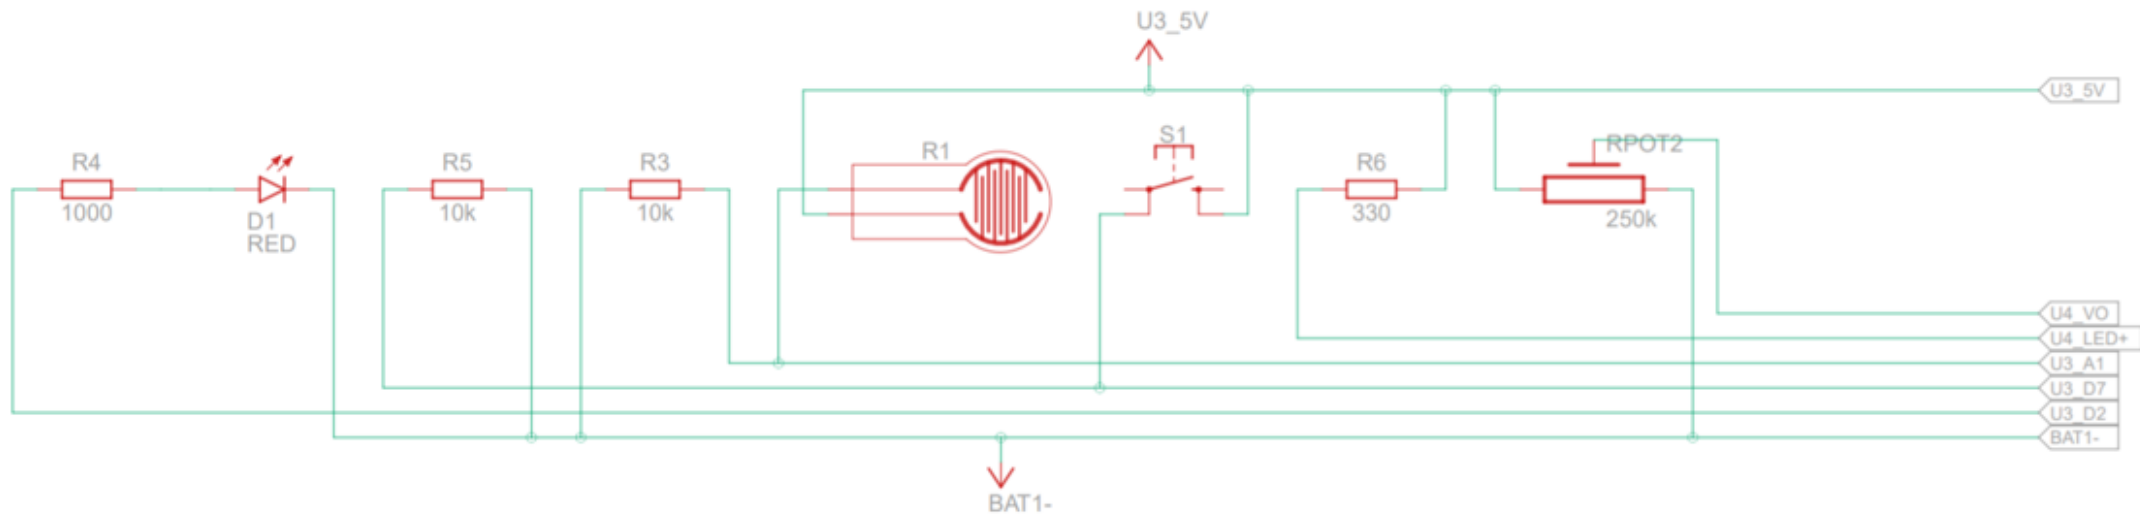 U3_5V
U3_5V
R4
1000
D1
RED
R5
10k
R3
10k
R1
S1
R6
330
RPOT2
250k
U4_VO
U4_LED+
U3_A1
U3_D7
U3_D2
BAT1-
BAT1-